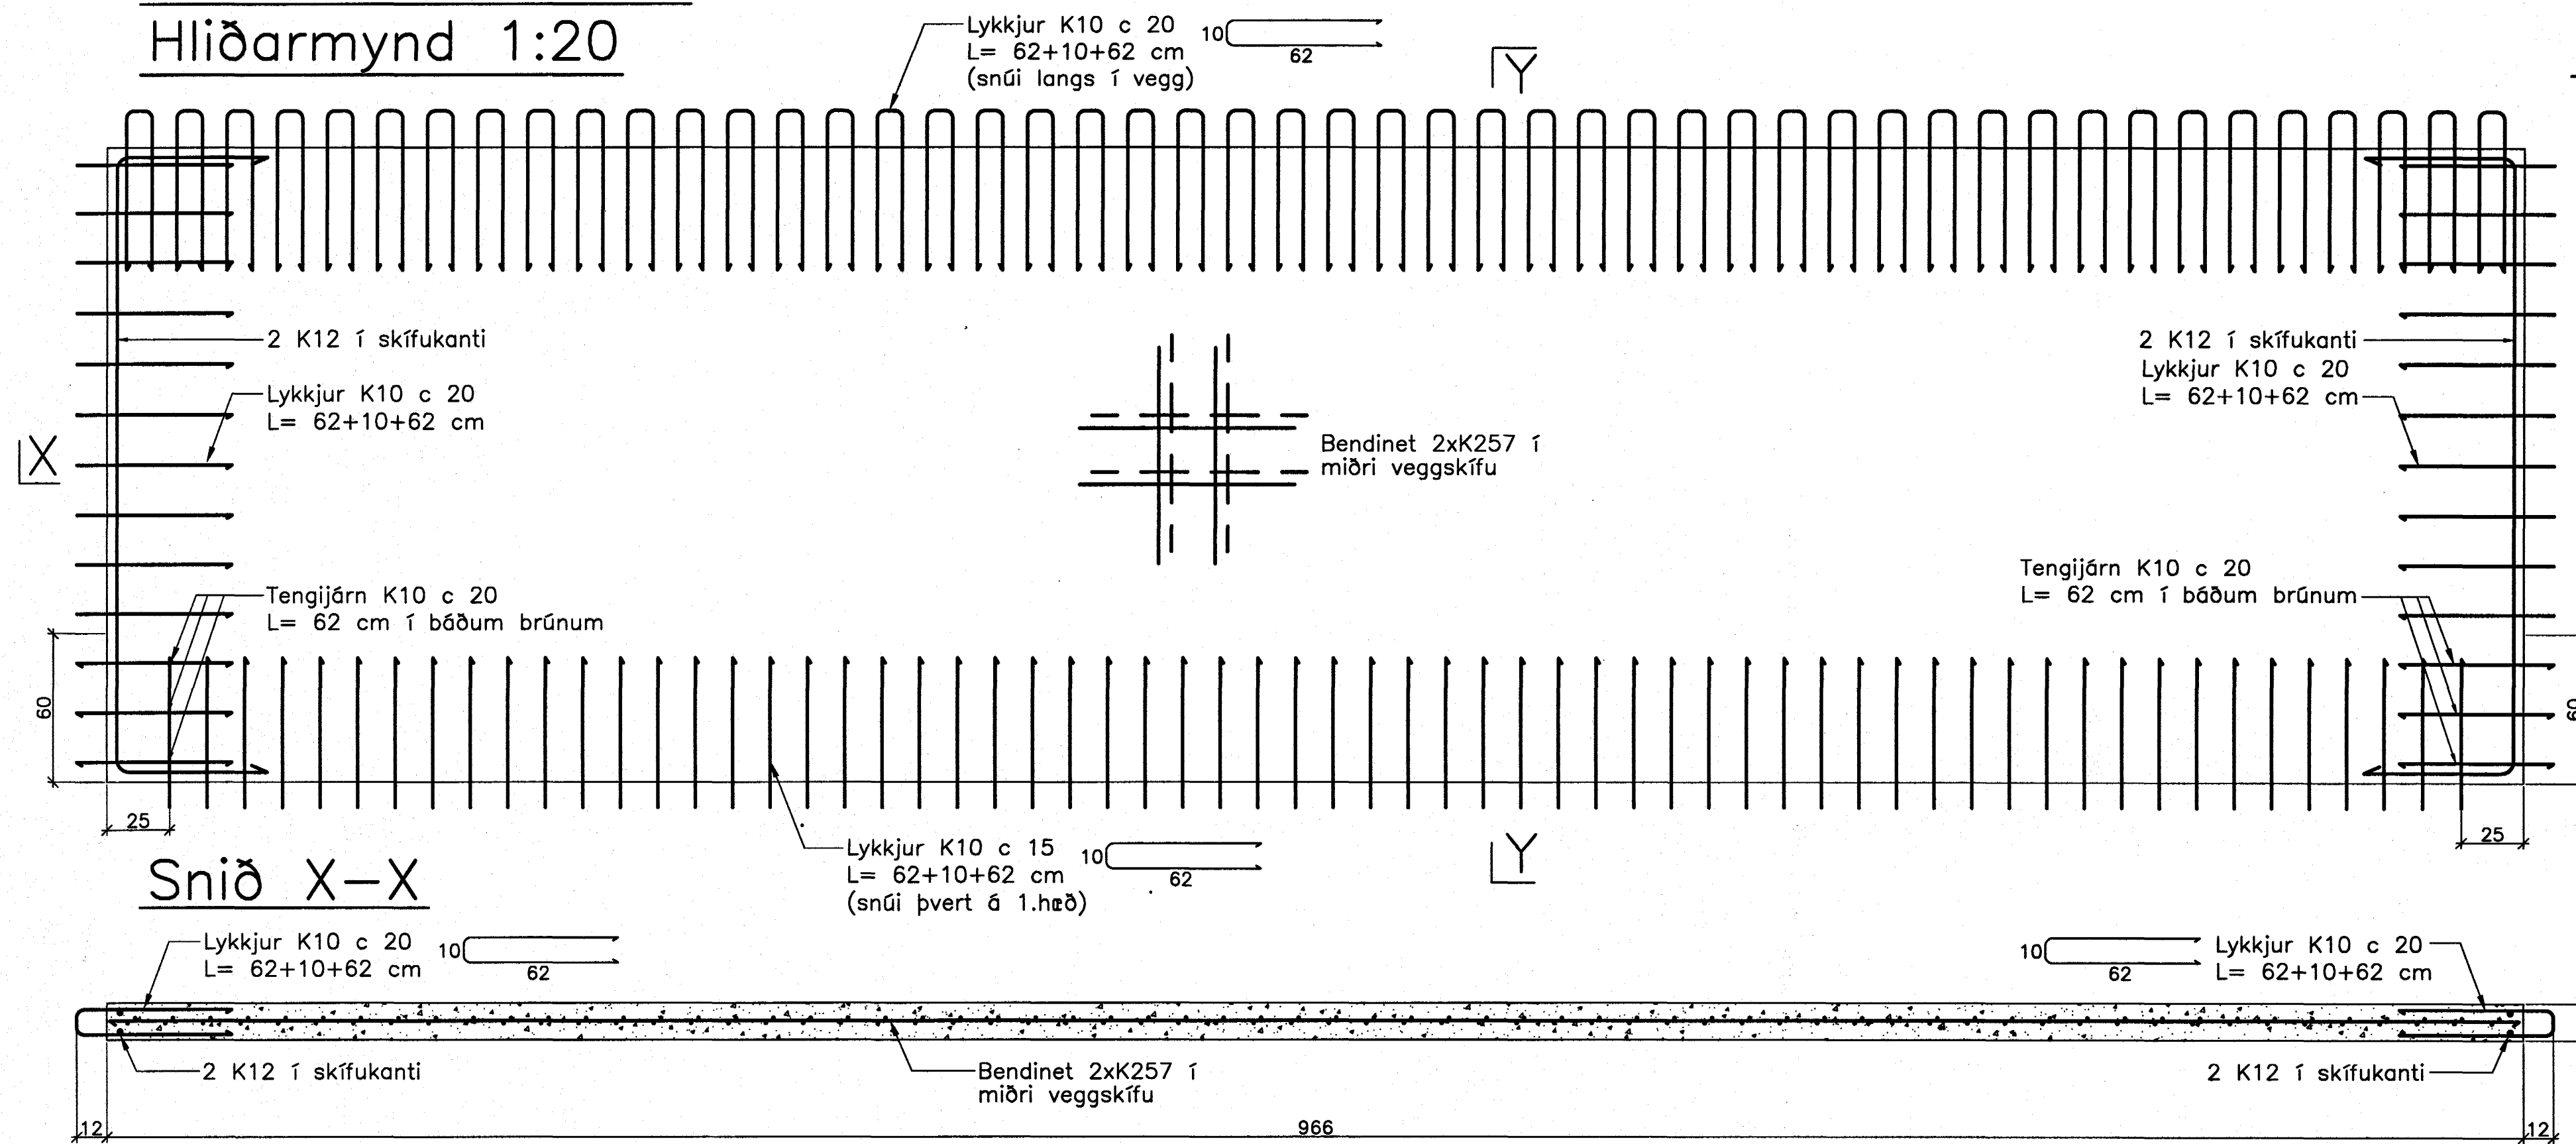 Hliðarmynd 1:20
Lykkjur K10 c 20
L= 62+10+62 cm
(snúi langs í vegg)
10
62
Y
2 K12 í skífukanti
Lykkjur K10 c 20
L= 62+10+62 cm
X
Bendinet 2xK257 í
miðri veggskífu
2 K12 í skífukanti
Lykkjur K10 c 20
L= 62+10+62 cm
Tengijárn K10 c 20
L= 62 cm í báðum brúnum
Tengijárn K10 c 20
L= 62 cm í báðum brúnum
60
60
25
25
Lykkjur K10 c 15
L= 62+10+62 cm
(snúi þvert á 1.hæð)
10
62
Y
Snið X-X
Lykkjur K10 c 20
L= 62+10+62 cm
10
62
10
62
Lykkjur K10 c 20
L= 62+10+62 cm
2 K12 í skífukanti
Bendinet 2xK257 í
miðri veggskífu
2 K12 í skífukanti
12
966
12